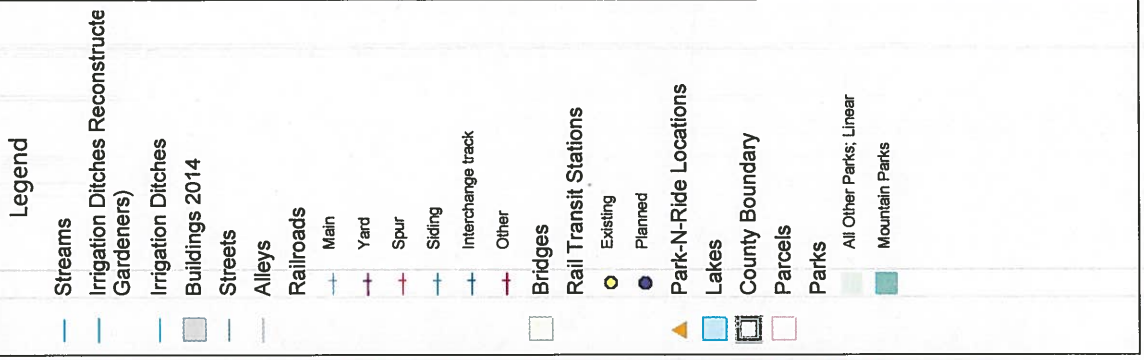 Legend
Streams
Irrigation Ditches Reconstructe
Gardeners)
Irrigation Ditches
Buildings 2014
Streets
Alleys
Railroads
Main
Yard
Spur
Siding
Interchange track
Other
Bridges
Rail Transit Stations
Existing
Planned
Park-N-Ride Locations
Lakes
County Boundary
Parcels
Parks
All Other Parks; Linear
Mountain Parks